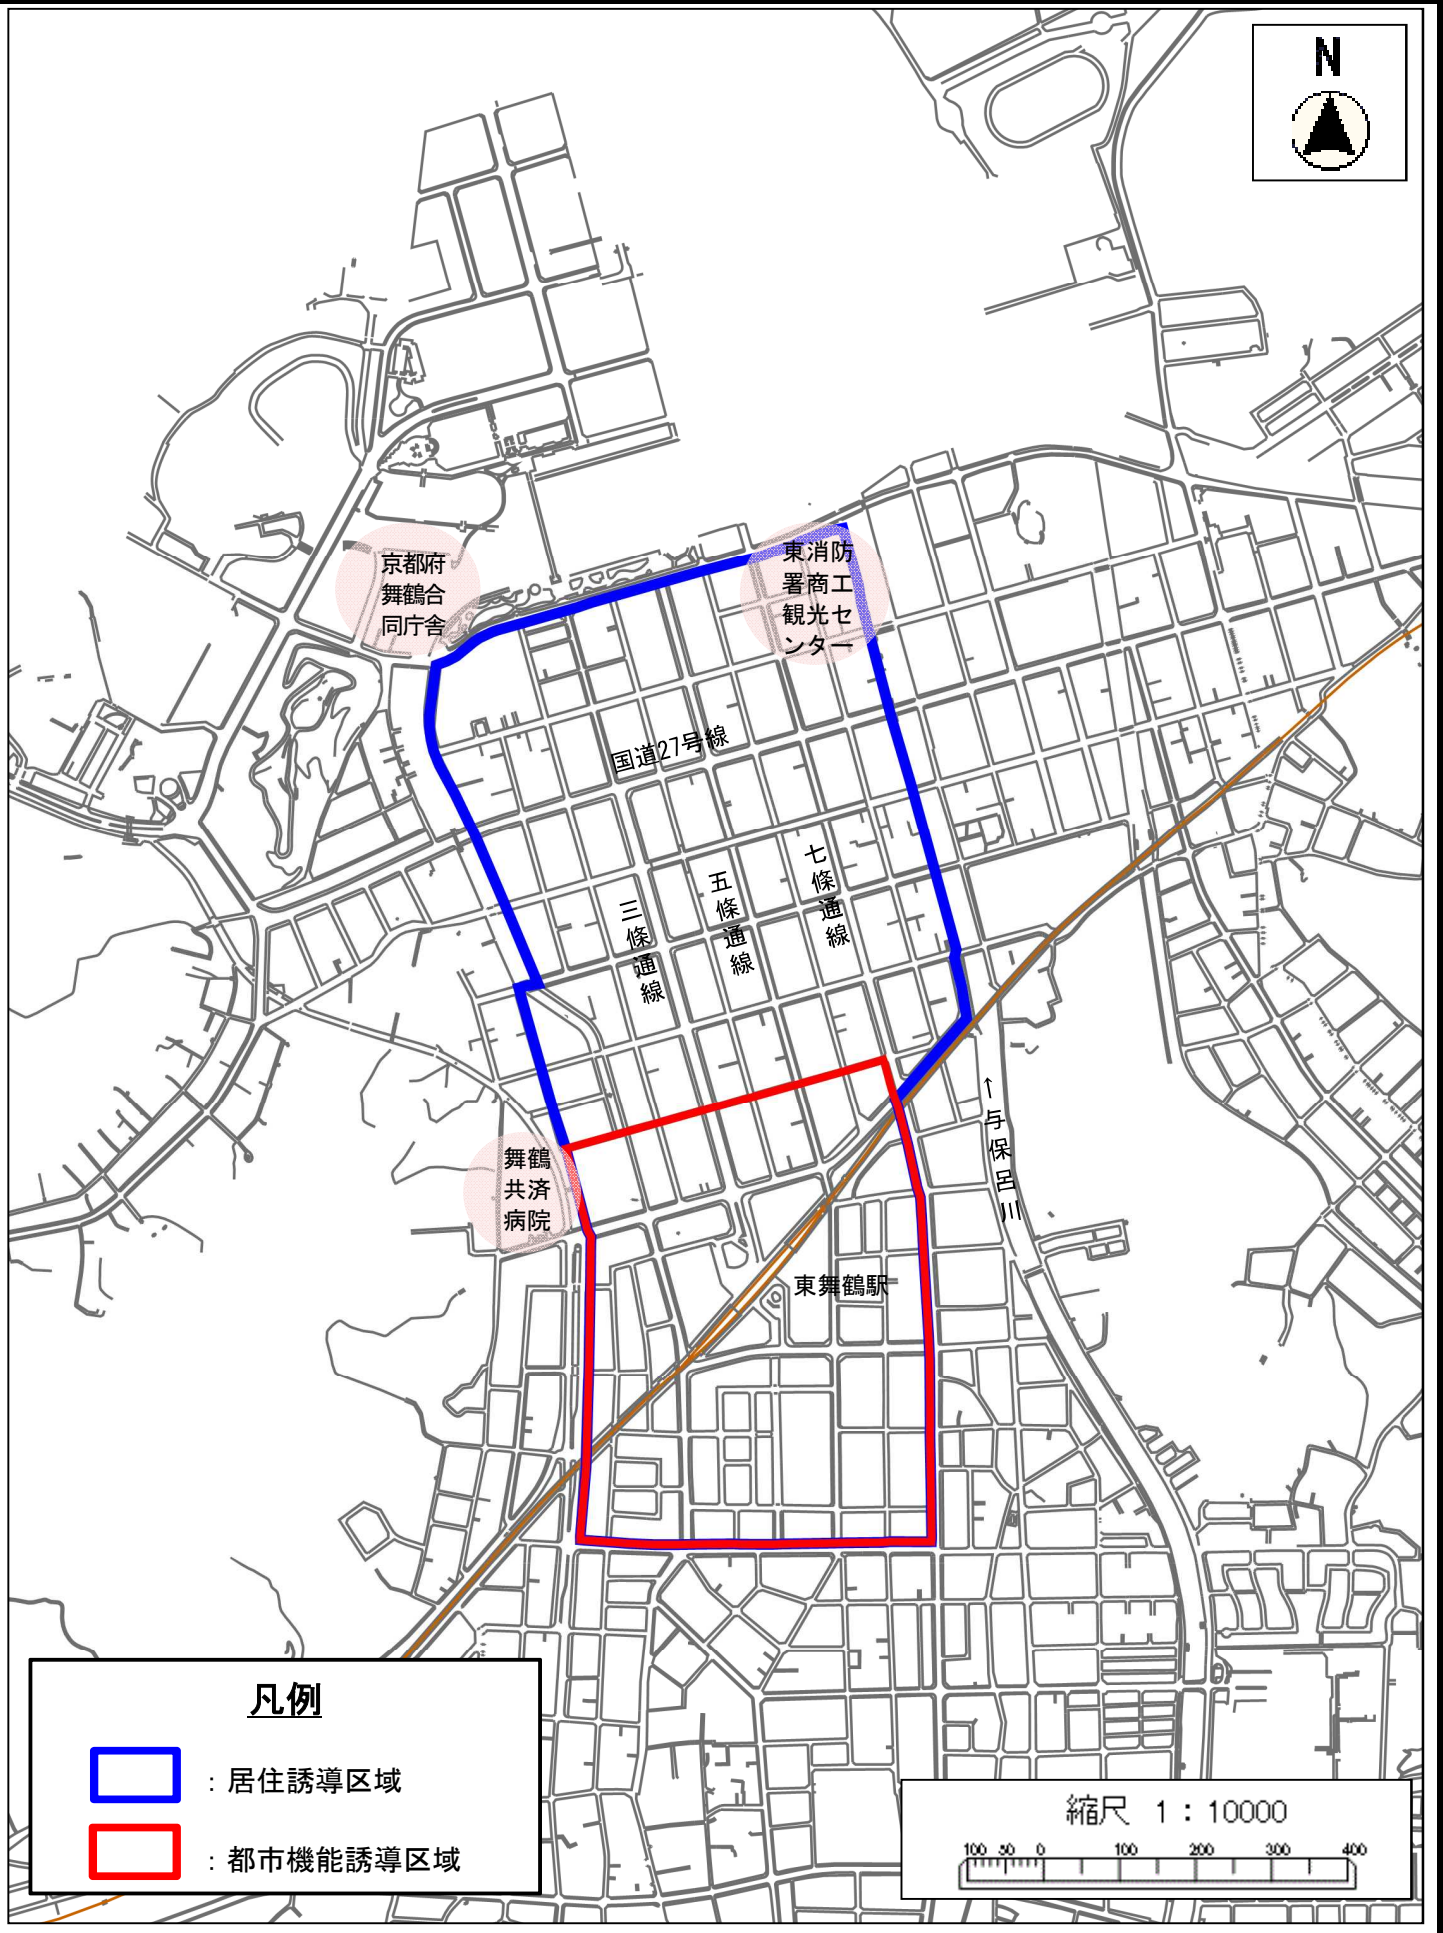 N
京都府
舞鶴合
同庁舎
東消防
署商工
観光セ
ンター
国道27号線
三條通線
五條通線
七條通線
←与保呂川
舞鶴
共済
病院
東舞鶴駅
凡例
：居住誘導区域
：都市機能誘導区域
縮尺 1：10000
100 50 0 100 200 300 400